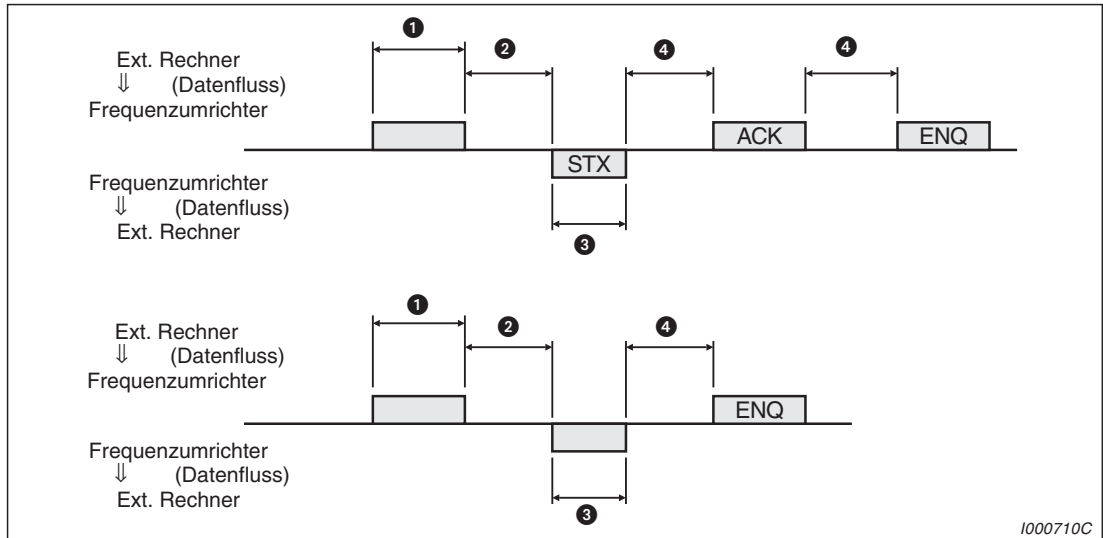 ❶
❷
❹
❹
Ext. Rechner
⇓ (Datenfluss)
Frequenzumrichter
ACK
ENQ
STX
Frequenzumrichter
⇓ (Datenfluss)
Ext. Rechner
❸
❶
❷
❹
Ext. Rechner
⇓ (Datenfluss)
Frequenzumrichter
ENQ
Frequenzumrichter
⇓ (Datenfluss)
Ext. Rechner
❸
I000710C